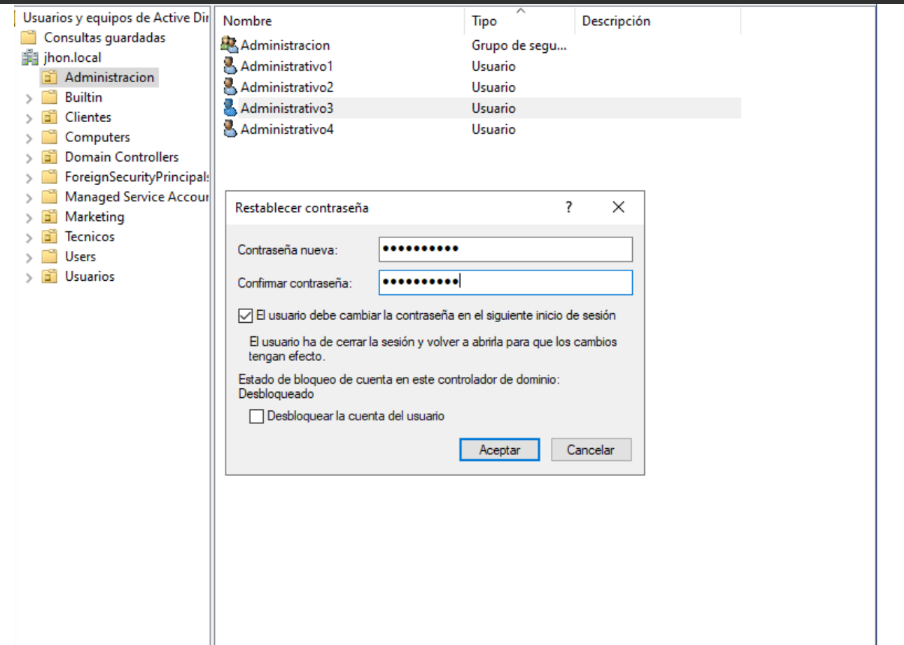 Usuarios y equipos de Active Dir
Consultas guardadas
jhon.local
Administracion
Builtin
Clientes
Computers
Domain Controllers
ForeignSecurityPrincipals
Managed Service Accour
Marketing
Tecnicos
Users
Usuarios
Nombre Tipo Descripción
Administracion Grupo de segu...
Administrativo1 Usuario
Administrativo2 Usuario
Administrativo3 Usuario
Administrativo4 Usuario
Restablecer contraseña ?
Contraseña nueva: ••••••••••
Confirmar contraseña: ••••••••••
El usuario debe cambiar la contraseña en el siguiente inicio de sesión
El usuario ha de cerrar la sesión y volver a abrirla para que los cambios
tengan efecto.
Estado de bloqueo de cuenta en este controlador de dominio:
Desbloqueado
Desbloquear la cuenta del usuario
Aceptar Cancelar